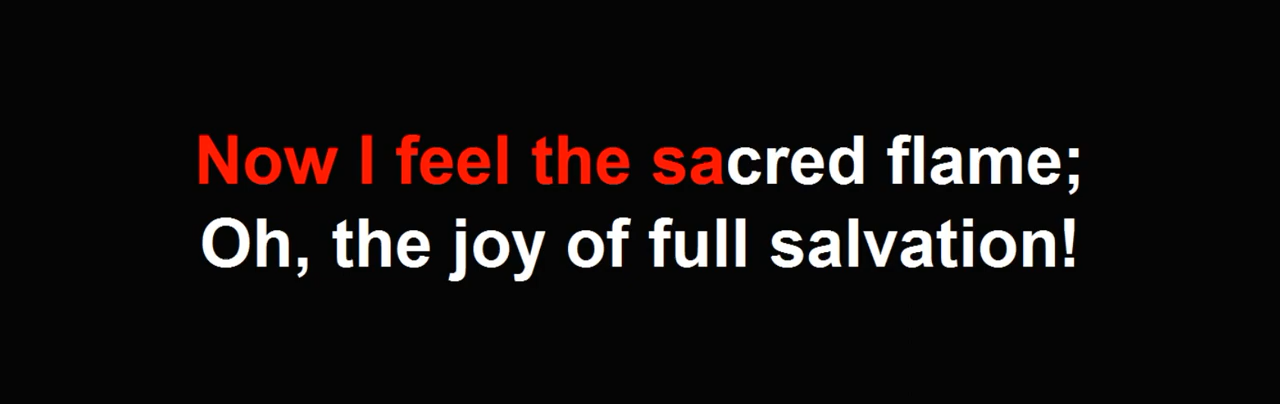 Now I feel the sacred flame;
Oh, the joy of full salvation!